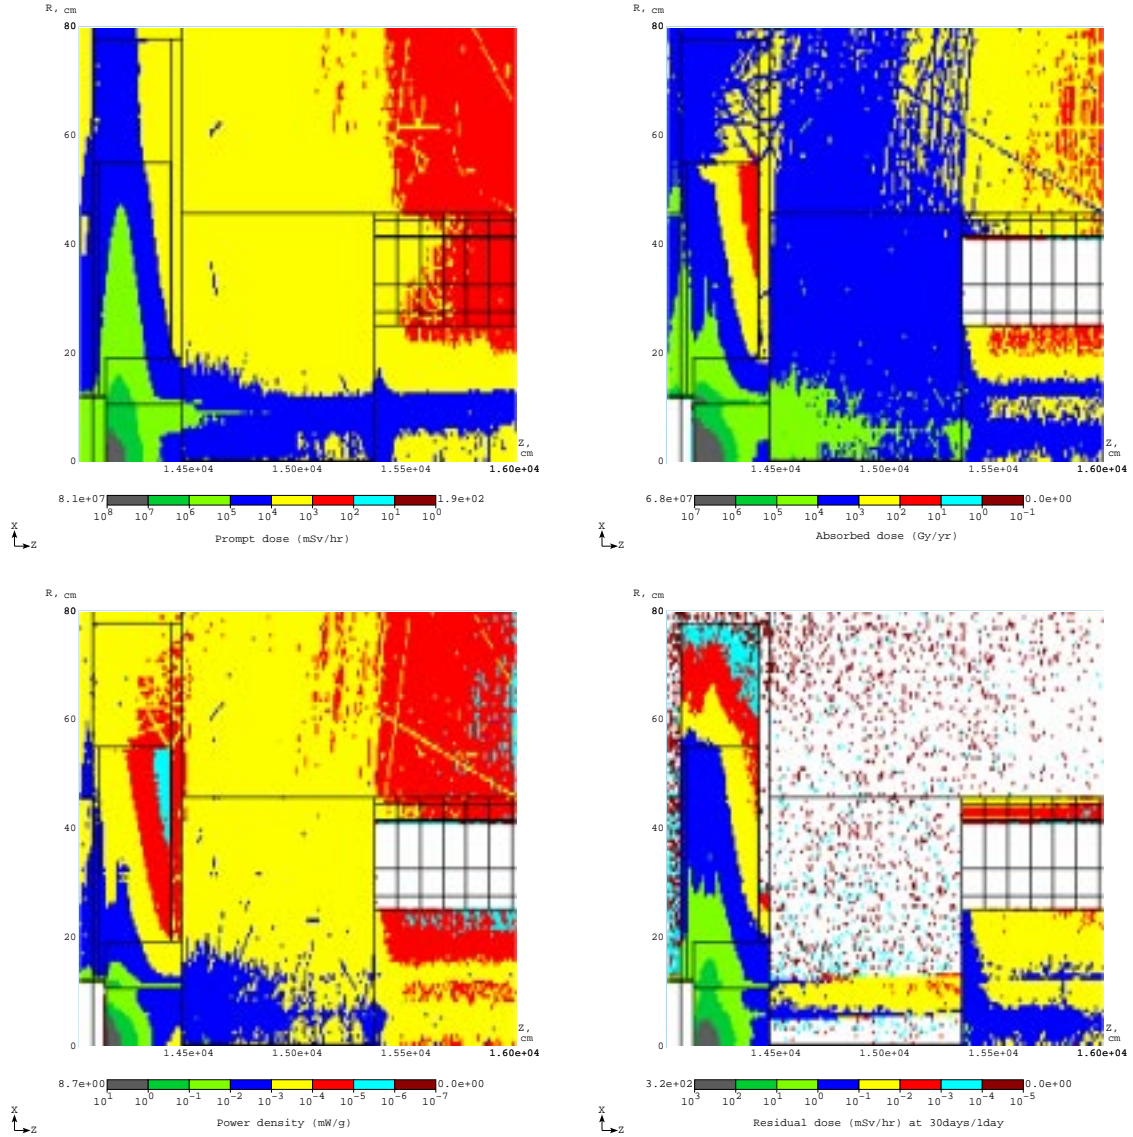 R, cm
80
60
40
20
0
Z, cm
1.45e+04 1.50e+04 1.55e+04 1.60e+04
8.1e+07 1.9e+02
10^8 10^7 10^6 10^5 10^4 10^3 10^2 10^1 10^0
X
Z
Prompt dose (mSv/hr)
R, cm
80
60
40
20
0
Z, cm
1.45e+04 1.50e+04 1.55e+04 1.60e+04
6.8e+07 0.0e+00
10^7 10^6 10^5 10^4 10^3 10^2 10^1 10^0 10^-1
X
Z
Absorbed dose (Gy/yr)
R, cm
80
60
40
20
0
Z, cm
1.45e+04 1.50e+04 1.55e+04 1.60e+04
8.7e+00 0.0e+00
10^1 10^0 10^-1 10^-2 10^-3 10^-4 10^-5 10^-6 10^-7
X
Z
Power density (mW/g)
R, cm
80
60
40
20
0
Z, cm
1.45e+04 1.50e+04 1.55e+04 1.60e+04
3.2e+02 0.0e+00
10^3 10^2 10^1 10^0 10^-1 10^-2 10^-3 10^-4 10^-5
X
Z
Residual dose (mSv/hr) at 30days/1day